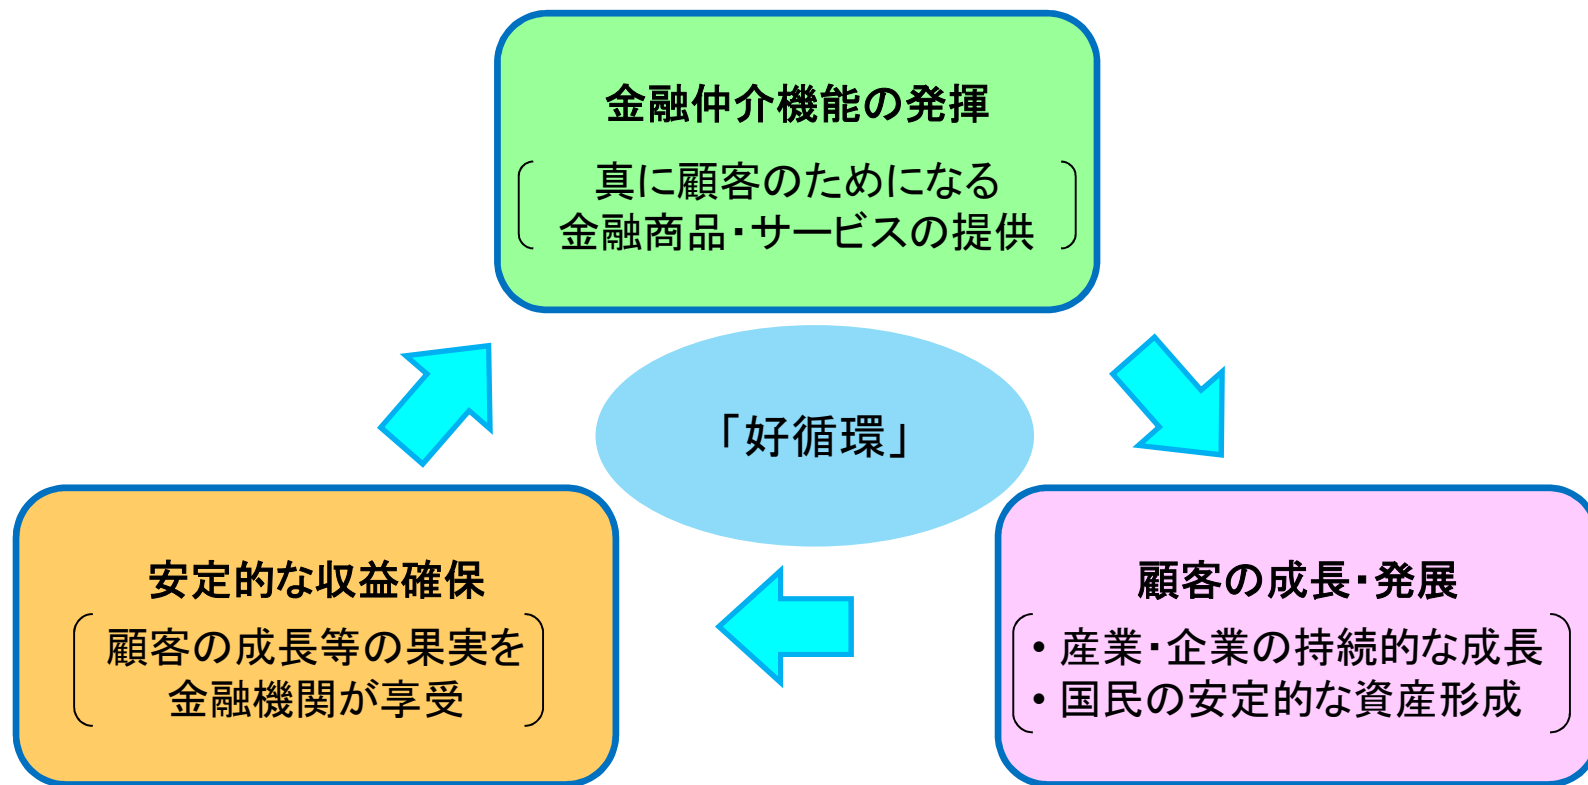 金融仲介機能の発揮
真に顧客のためになる
金融商品・サービスの提供
「好循環」
安定的な収益確保
顧客の成長等の果実を
金融機関が享受
顧客の成長・発展
• 産業・企業の持続的な成長
• 国民の安定的な資産形成